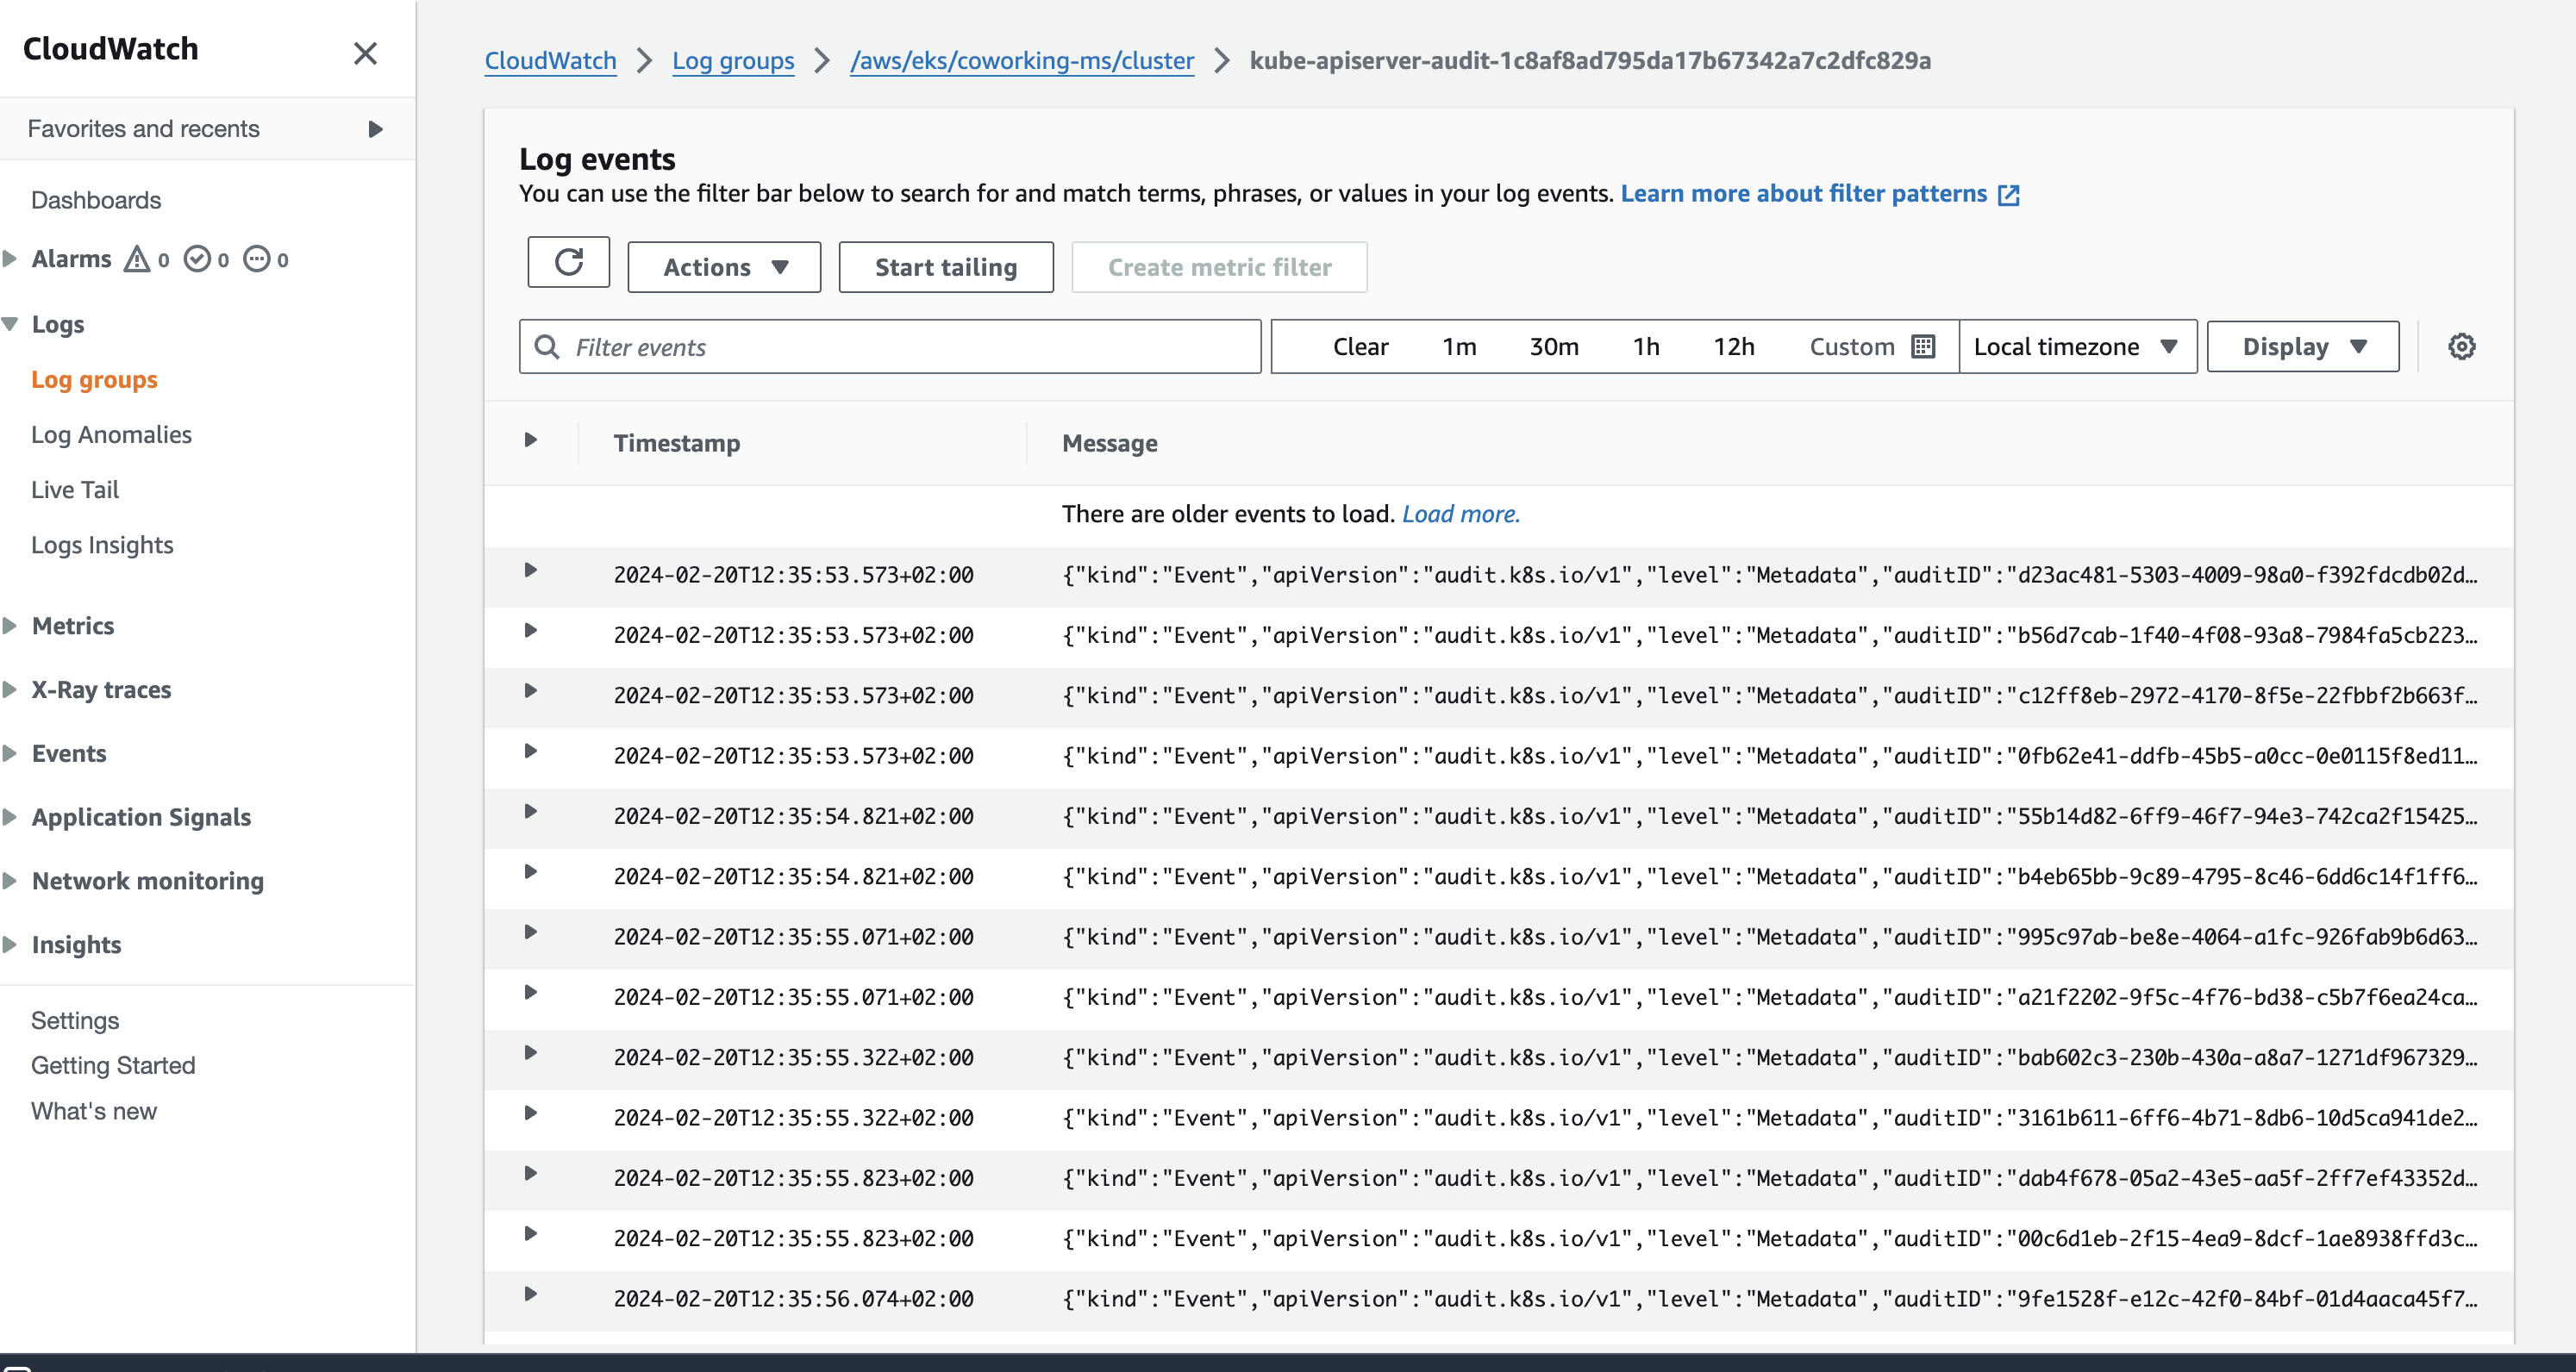 CloudWatch
Favorites and recents
Dashboards
Alarms 0 0 0
Logs
Log groups
Log Anomalies
Live Tail
Logs Insights
Metrics
X-Ray traces
Events
Application Signals
Network monitoring
Insights
Settings
Getting Started
What's new
CloudWatch Log groups /aws/eks/coworking-ms/cluster kube-apiserver-audit-1c8af8ad795da17b67342a7c2dfc829a
Log events
You can use the filter bar below to search for and match terms, phrases, or values in your log events. Learn more about filter patterns
Actions Start tailing Create metric filter
Filter events Clear 1m 30m 1h 12h Custom Local timezone Display
Timestamp Message
There are older events to load. Load more.
2024-02-20T12:35:53.573+02:00 {"kind":"Event","apiVersion":"audit.k8s.io/v1","level":"Metadata","auditID":"d23ac481-5303-4009-98a0-f392fdcdb02d…
2024-02-20T12:35:53.573+02:00 {"kind":"Event","apiVersion":"audit.k8s.io/v1","level":"Metadata","auditID":"b56d7cab-1f40-4f08-93a8-7984fa5cb223…
2024-02-20T12:35:53.573+02:00 {"kind":"Event","apiVersion":"audit.k8s.io/v1","level":"Metadata","auditID":"c12ff8eb-2972-4170-8f5e-22fbbf2b663f…
2024-02-20T12:35:53.573+02:00 {"kind":"Event","apiVersion":"audit.k8s.io/v1","level":"Metadata","auditID":"0fb62e41-ddfb-45b5-a0cc-0e0115f8ed11…
2024-02-20T12:35:54.821+02:00 {"kind":"Event","apiVersion":"audit.k8s.io/v1","level":"Metadata","auditID":"55b14d82-6ff9-46f7-94e3-742ca2f15425…
2024-02-20T12:35:54.821+02:00 {"kind":"Event","apiVersion":"audit.k8s.io/v1","level":"Metadata","auditID":"b4eb65bb-9c89-4795-8c46-6dd6c14f1ff6…
2024-02-20T12:35:55.071+02:00 {"kind":"Event","apiVersion":"audit.k8s.io/v1","level":"Metadata","auditID":"995c97ab-be8e-4064-a1fc-926fab9b6d63…
2024-02-20T12:35:55.071+02:00 {"kind":"Event","apiVersion":"audit.k8s.io/v1","level":"Metadata","auditID":"a21f2202-9f5c-4f76-bd38-c5b7f6ea24ca…
2024-02-20T12:35:55.322+02:00 {"kind":"Event","apiVersion":"audit.k8s.io/v1","level":"Metadata","auditID":"bab602c3-230b-430a-a8a7-1271df967329…
2024-02-20T12:35:55.322+02:00 {"kind":"Event","apiVersion":"audit.k8s.io/v1","level":"Metadata","auditID":"3161b611-6ff6-4b71-8db6-10d5ca941de2…
2024-02-20T12:35:55.823+02:00 {"kind":"Event","apiVersion":"audit.k8s.io/v1","level":"Metadata","auditID":"dab4f678-05a2-43e5-aa5f-2ff7ef43352d…
2024-02-20T12:35:55.823+02:00 {"kind":"Event","apiVersion":"audit.k8s.io/v1","level":"Metadata","auditID":"00c6d1eb-2f15-4ea9-8dcf-1ae8938ffd3c…
2024-02-20T12:35:56.074+02:00 {"kind":"Event","apiVersion":"audit.k8s.io/v1","level":"Metadata","auditID":"9fe1528f-e12c-42f0-84bf-01d4aaca45f7…